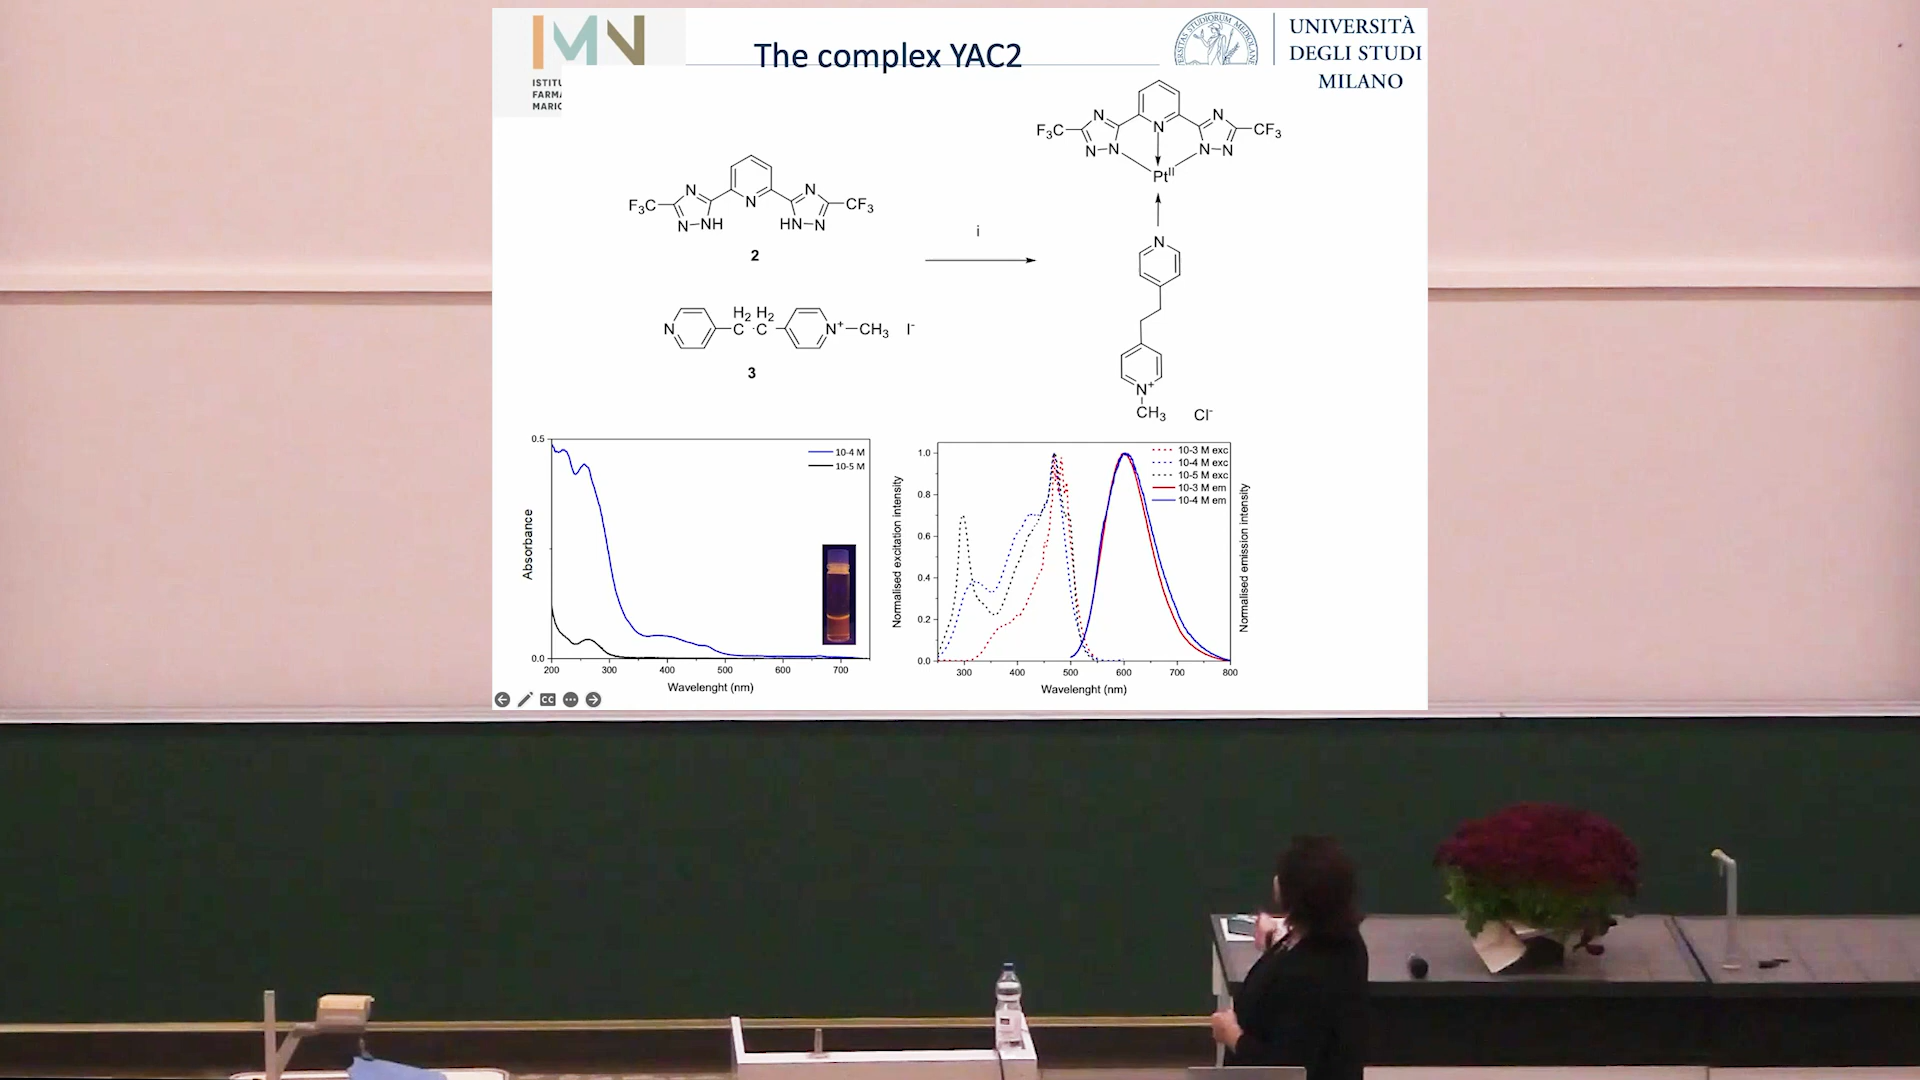 IMN
ISTITU
FARMA
MARIO
The complex YAC2
UNIVERSITÀ
DEGLI STUDI
MILANO
F₃C
N
N
NH
N
HN
N
N
CF₃
2
N
H₂ H₂
C
C
N⁺
CH₃
I⁻
3
i
F₃C
N
N
N
N
N
N
N
CF₃
Ptᴵᴵ
N
N⁺
CH₃
Cl⁻
0.5
0.0
Absorbance
10-4 M
10-5 M
200 300 400 500 600 700
Wavelenght (nm)
Normalised excitation intensity
1.0
0.8
0.6
0.4
0.2
0.0
10-3 M exc
10-4 M exc
10-5 M exc
10-3 M em
10-4 M em
300 400 500 600 700 800
Wavelenght (nm)
Normalised emission intensity
CC